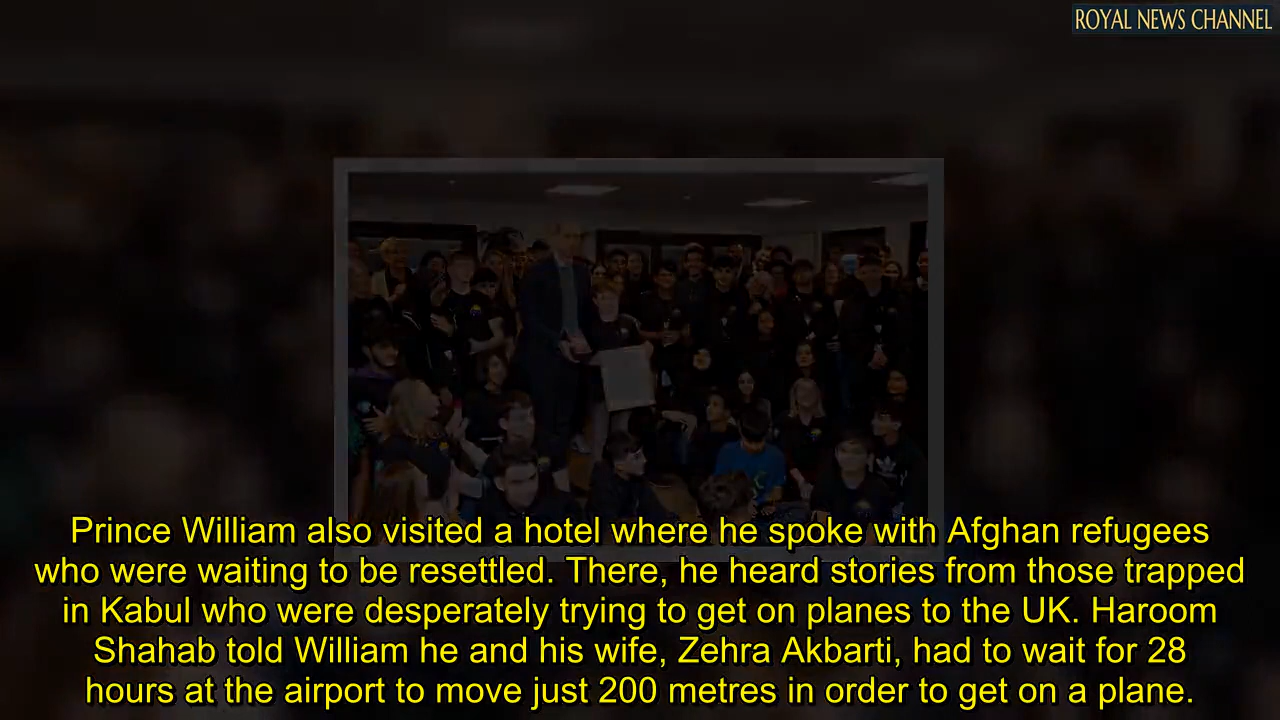 ROYAL NEWS CHANNEL
Prince William also visited a hotel where he spoke with Afghan refugees
who were waiting to be resettled. There, he heard stories from those trapped
in Kabul who were desperately trying to get on planes to the UK. Haroom
Shahab told William he and his wife, Zehra Akbarti, had to wait for 28
hours at the airport to move just 200 metres in order to get on a plane.